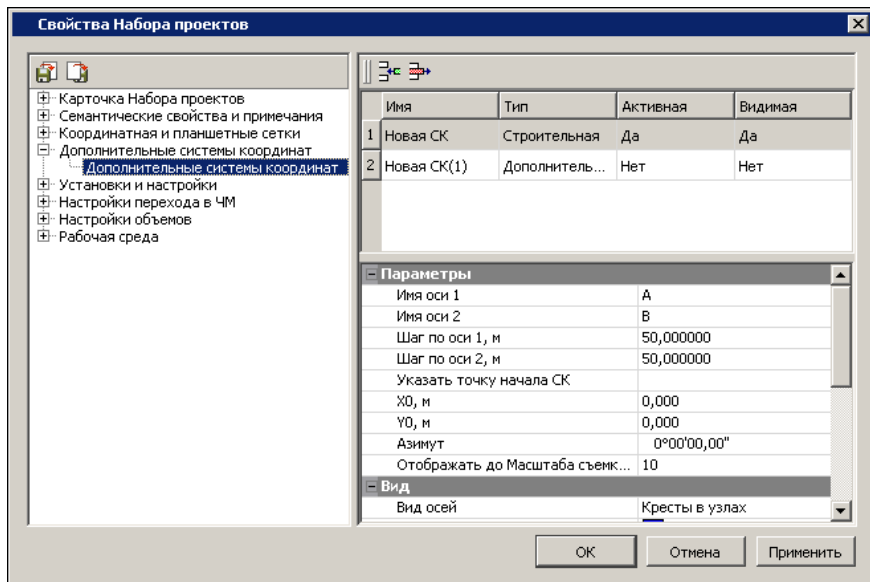 Свойства Набора проектов
Карточка Набора проектов
Семантические свойства и примечания
Координатная и планшетные сетки
Дополнительные системы координат
Дополнительные системы координат
Установки и настройки
Настройки перехода в ЧМ
Настройки объемов
Рабочая среда
Имя Тип Активная Видимая
1 Новая СК Строительная Да Да
2 Новая СК(1) Дополнитель... Нет Нет
Параметры
Имя оси 1 A
Имя оси 2 B
Шаг по оси 1, м 50,000000
Шаг по оси 2, м 50,000000
Указать точку начала СК
X0, м 0,000
Y0, м 0,000
Азимут 0°00'00,00"
Отображать до Масштаба съемк... 10
Вид
Вид осей Кресты в узлах
ОК Отмена Применить